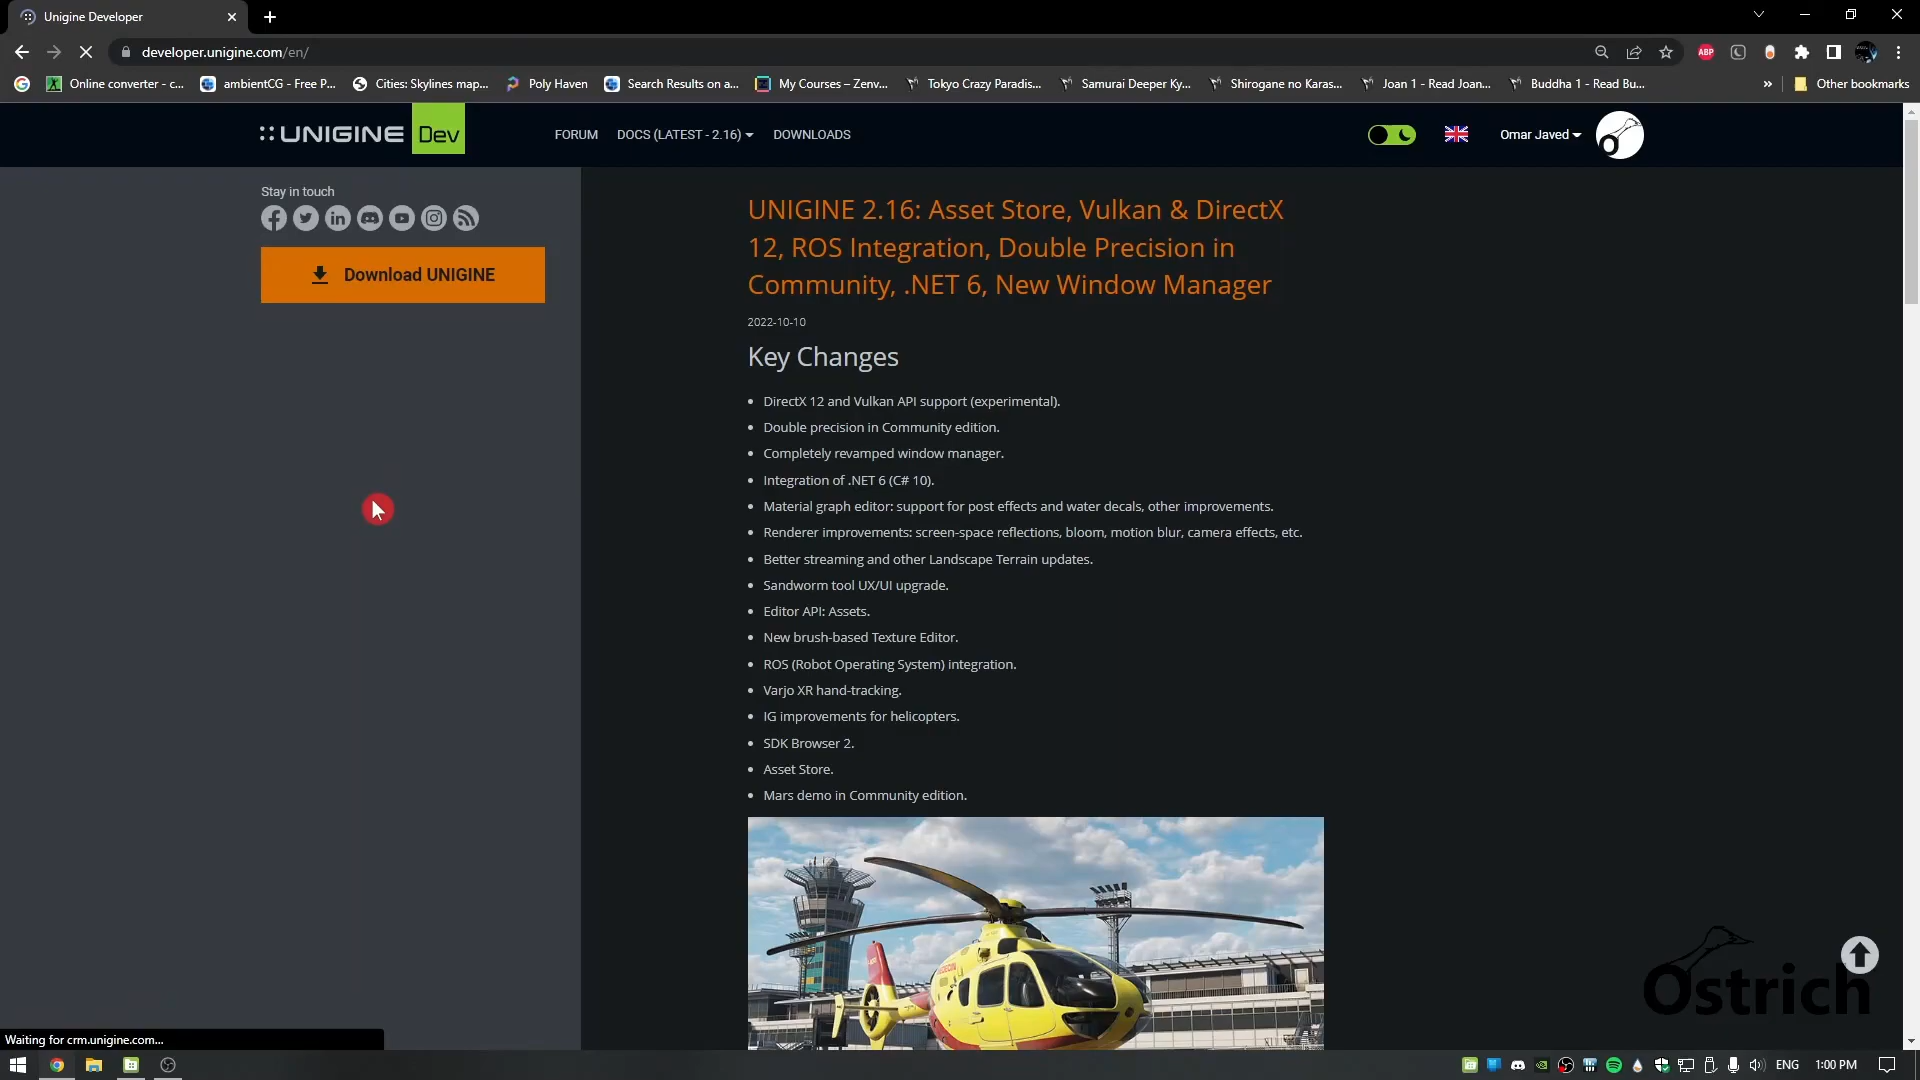 Unigine Developer
developer.unigine.com/en/
ABP
Online converter - c...
ambientCG - Free P...
Cities: Skylines map...
Poly Haven
Search Results on a...
My Courses – Zenv...
Tokyo Crazy Paradis...
Samurai Deeper Ky...
Shirogane no Karas...
Joan 1 - Read Joan...
Buddha 1 - Read Bu...
»
Other bookmarks
UNIGINE Dev
FORUM
DOCS (LATEST - 2.16)
DOWNLOADS
Omar Javed
Stay in touch
Download UNIGINE
UNIGINE 2.16: Asset Store, Vulkan & DirectX
12, ROS Integration, Double Precision in
Community, .NET 6, New Window Manager
2022-10-10
Key Changes
DirectX 12 and Vulkan API support (experimental).
Double precision in Community edition.
Completely revamped window manager.
Integration of .NET 6 (C# 10).
Material graph editor: support for post effects and water decals, other improvements.
Renderer improvements: screen-space reflections, bloom, motion blur, camera effects, etc.
Better streaming and other Landscape Terrain updates.
Sandworm tool UX/UI upgrade.
Editor API: Assets.
New brush-based Texture Editor.
ROS (Robot Operating System) integration.
Varjo XR hand-tracking.
IG improvements for helicopters.
SDK Browser 2.
Asset Store.
Mars demo in Community edition.
Ostrich
Waiting for crm.unigine.com...
ENG
1:00 PM